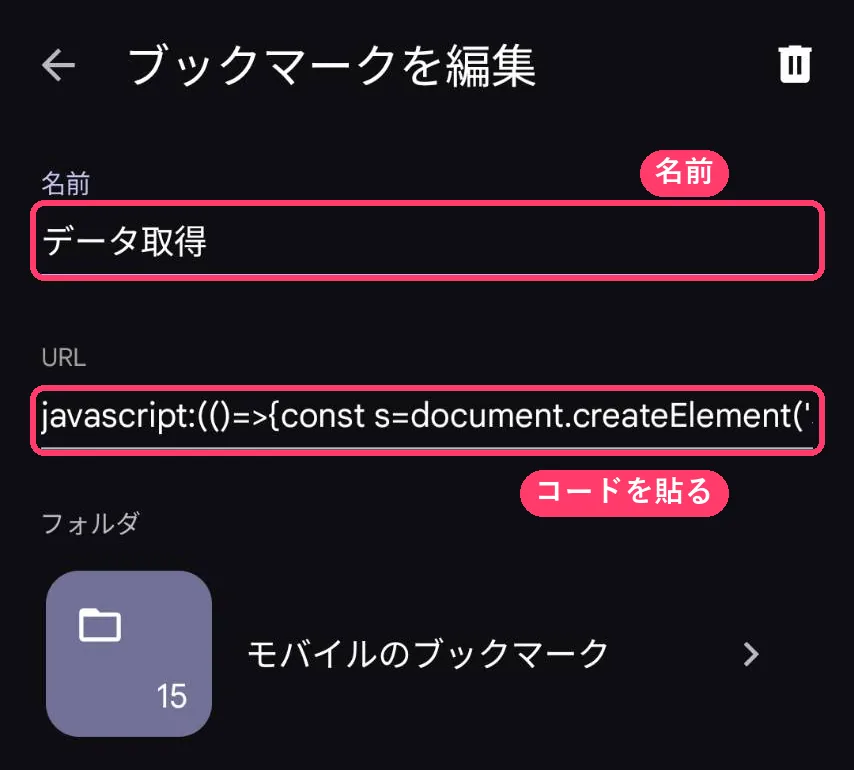 ブックマークを編集
名前
名前
データ取得
URL
javascript:(()=>{const s=document.createElement('
コードを貼る
フォルダ
モバイルのブックマーク
15